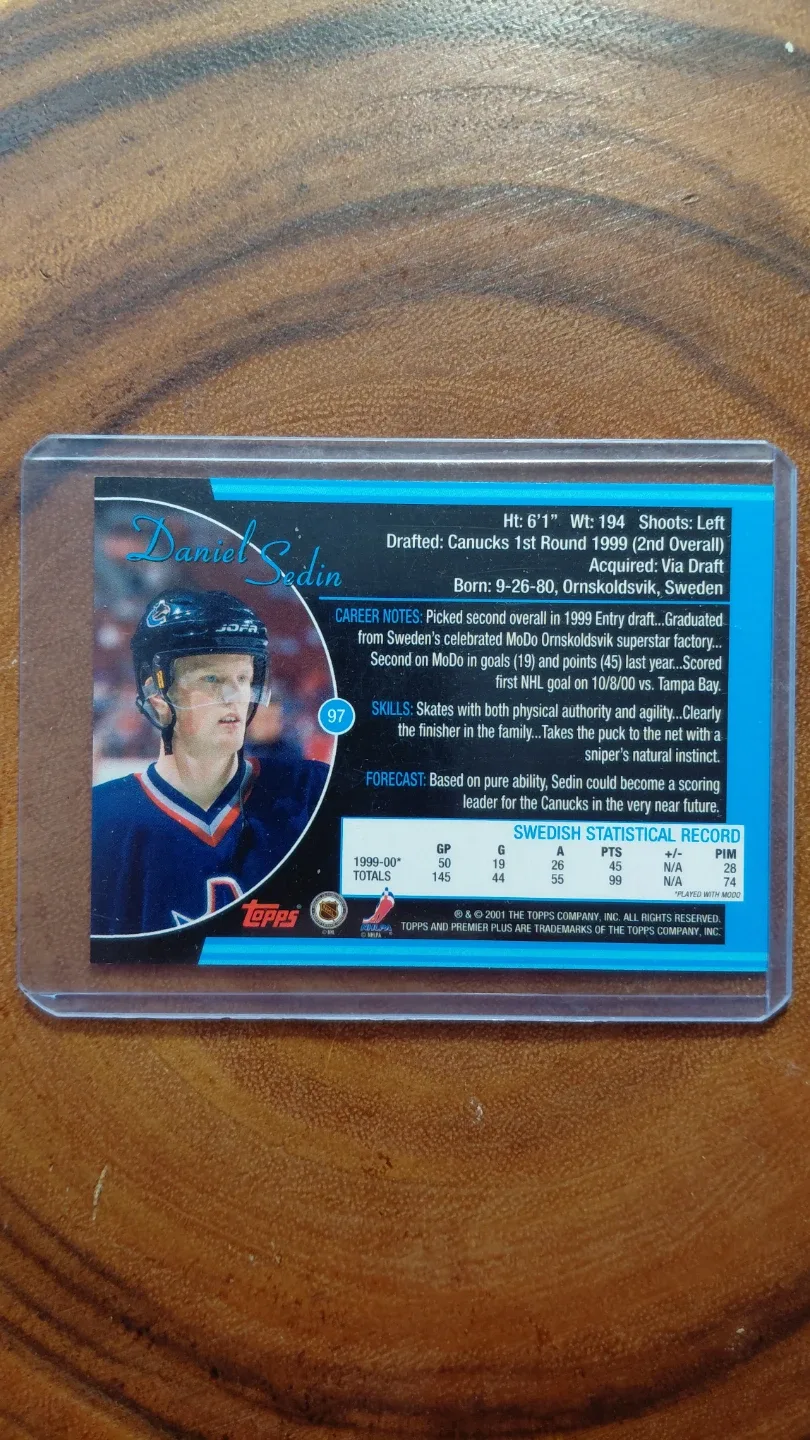 Daniel Sedin
JOFA
Ht: 6'1" Wt: 194 Shoots: Left
Drafted: Canucks 1st Round 1999 (2nd Overall)
Acquired: Via Draft
Born: 9-26-80, Ornskoldsvik, Sweden
CAREER NOTES: Picked second overall in 1999 Entry draft...Graduated
from Sweden's celebrated MoDo Ornskoldsvik superstar factory...
Second on MoDo in goals (19) and points (45) last year...Scored
first NHL goal on 10/8/00 vs. Tampa Bay.
97
SKILLS: Skates with both physical authority and agility...Clearly
the finisher in the family...Takes the puck to the net with a
sniper's natural instinct.
FORECAST: Based on pure ability, Sedin could become a scoring
leader for the Canucks in the very near future.
SWEDISH STATISTICAL RECORD
GP G A PTS +/- PIM
1999-00* 50 19 26 45 N/A 28
TOTALS 145 44 55 99 N/A 74
*PLAYED WITH MODO
topps
NHLPA
© NHL
© NHLPA
® & © 2001 THE TOPPS COMPANY, INC. ALL RIGHTS RESERVED.
TOPPS AND PREMIER PLUS ARE TRADEMARKS OF THE TOPPS COMPANY, INC.